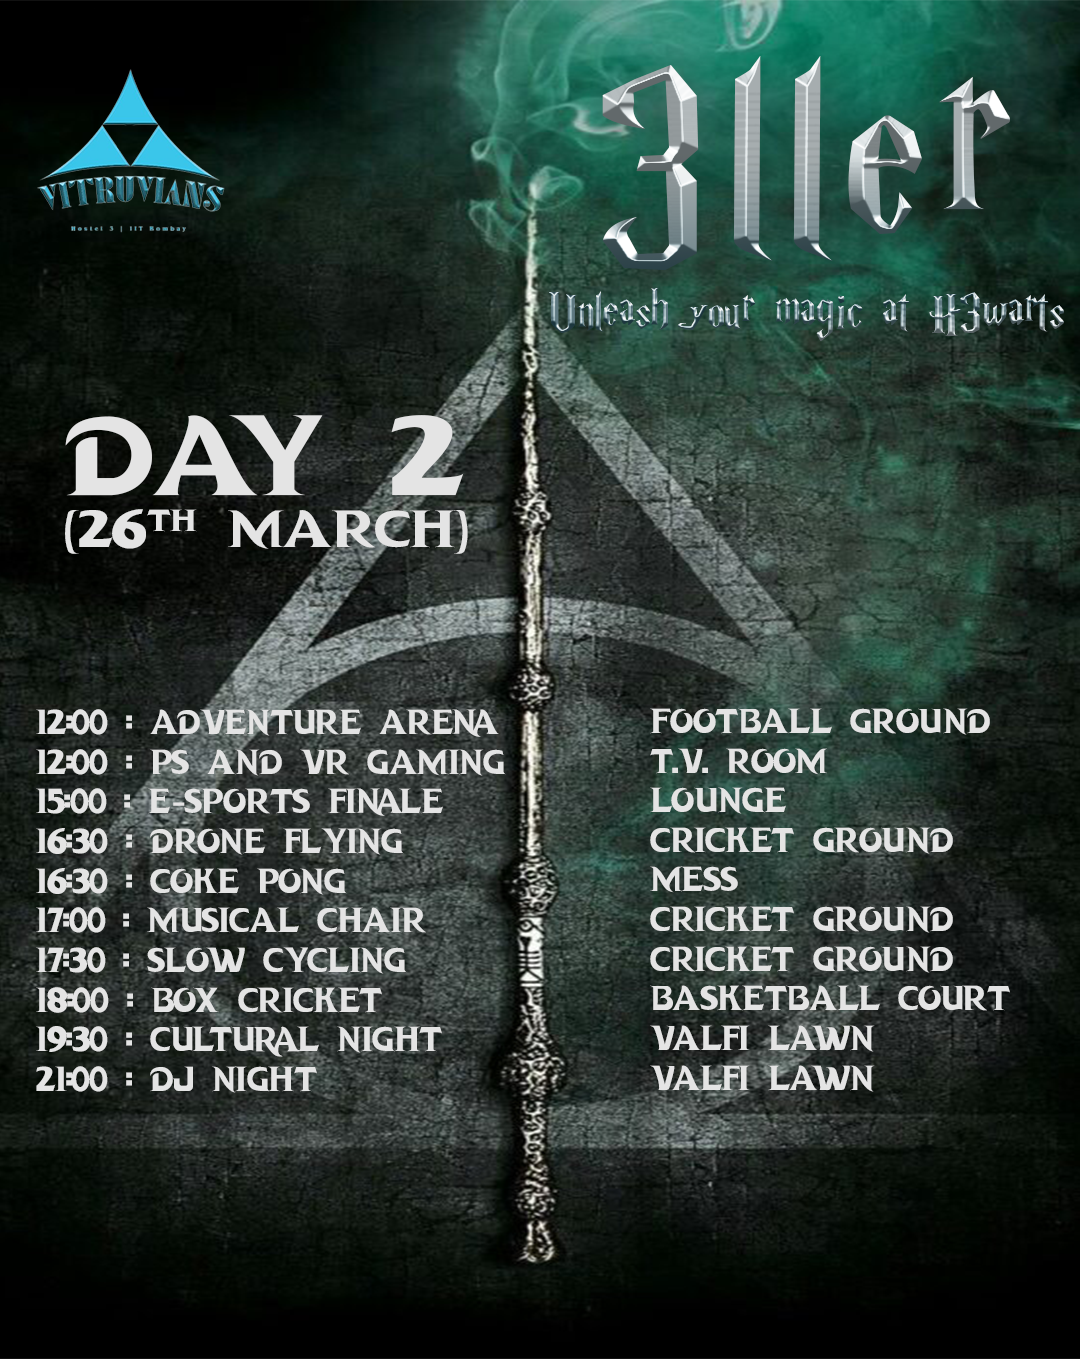 VITRUVIANS
Hostel 3 | IIT Bombay
3ller
Unleash your magic at H3warts
DAY 2
(26TH MARCH)
12:00 : ADVENTURE ARENA FOOTBALL GROUND
12:00 : PS AND VR GAMING T.V. ROOM
15:00 : E-SPORTS FINALE LOUNGE
16:30 : DRONE FLYING CRICKET GROUND
16:30 : COKE PONG MESS
17:00 : MUSICAL CHAIR CRICKET GROUND
17:30 : SLOW CYCLING CRICKET GROUND
18:00 : BOX CRICKET BASKETBALL COURT
19:30 : CULTURAL NIGHT VALFI LAWN
21:00 : DJ NIGHT VALFI LAWN